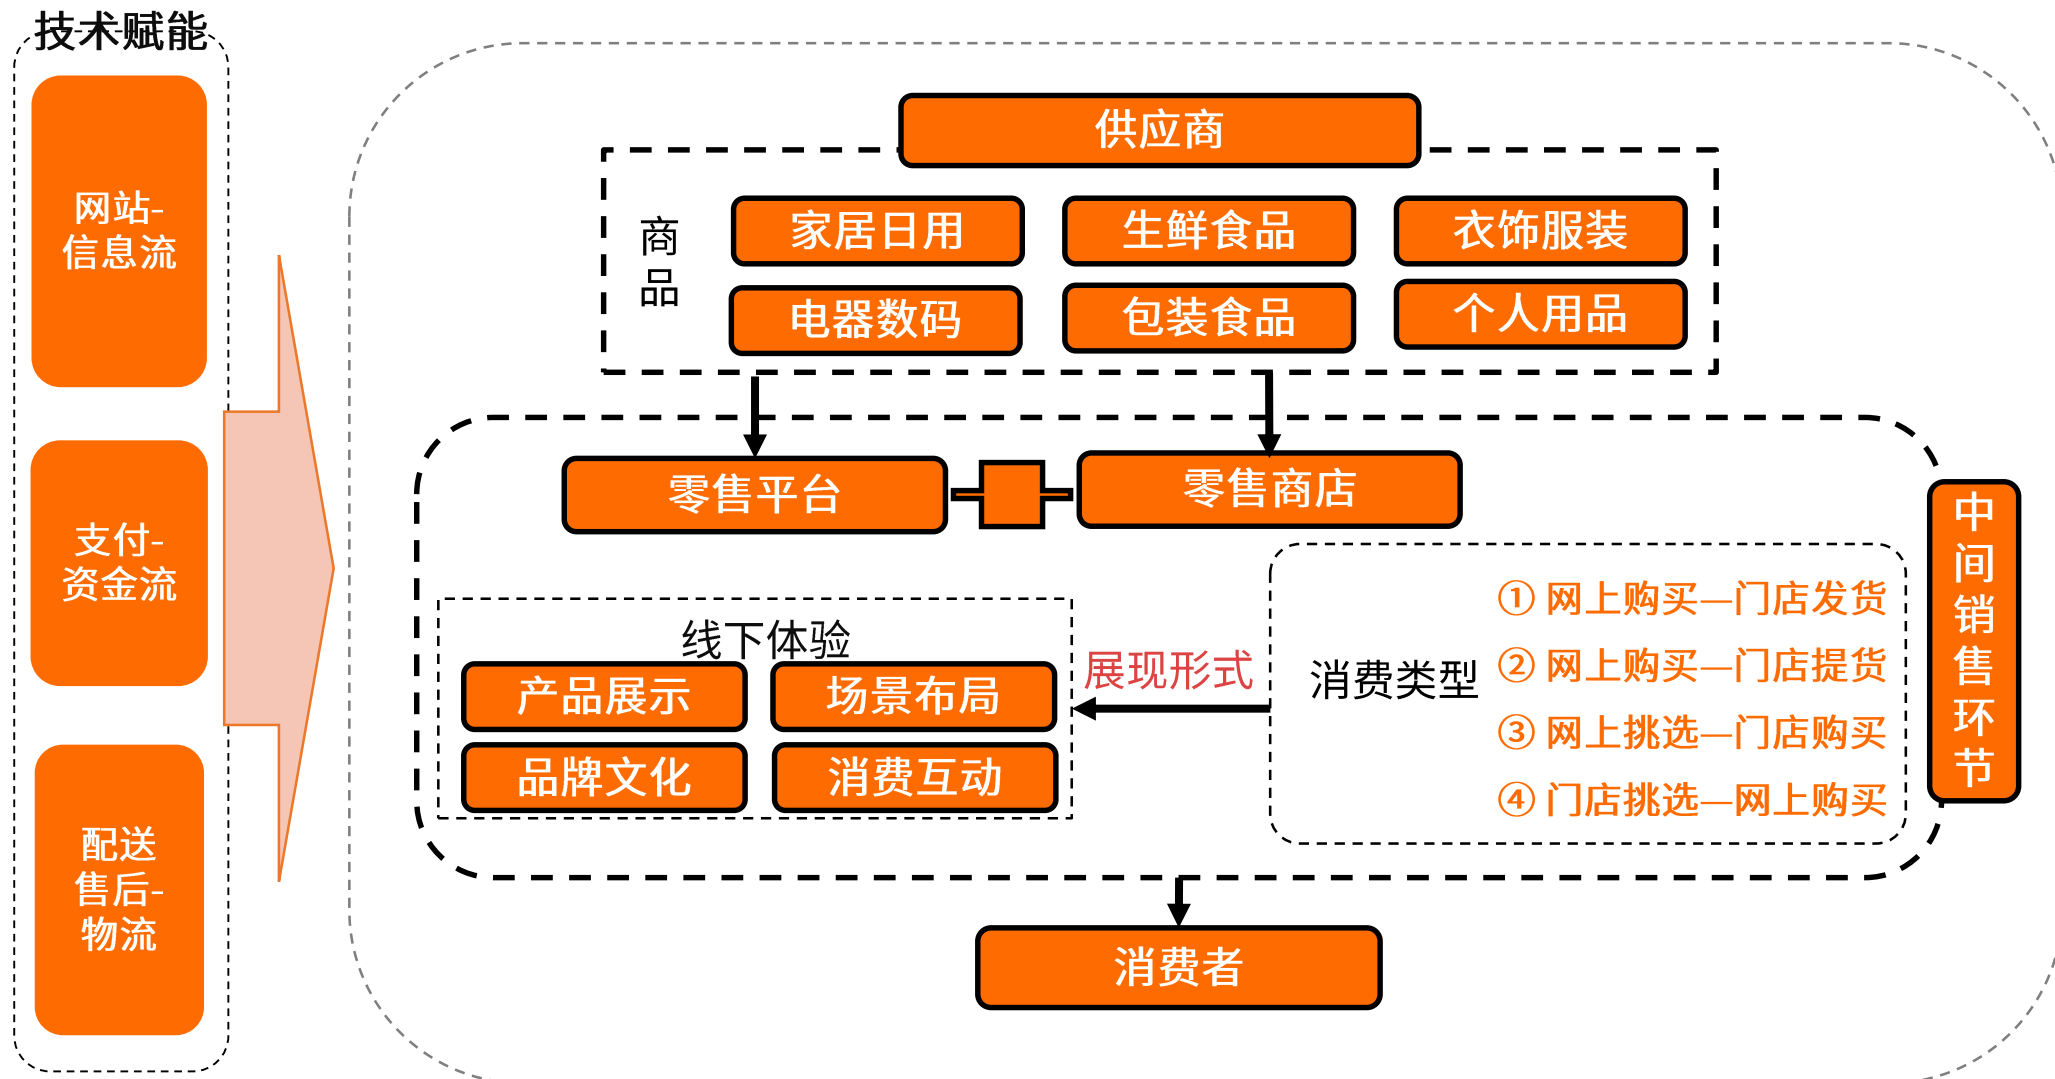 技术赋能
网站-
信息流
支付-
资金流
配送
售后-
物流
供应商
商
品
家居日用
生鲜食品
衣饰服装
电器数码
包装食品
个人用品
零售平台
零售商店
中
间
销
售
环
节
线下体验
产品展示
场景布局
品牌文化
消费互动
展现形式
消费类型
① 网上购买—门店发货
② 网上购买—门店提货
③ 网上挑选—门店购买
④ 门店挑选—网上购买
消费者